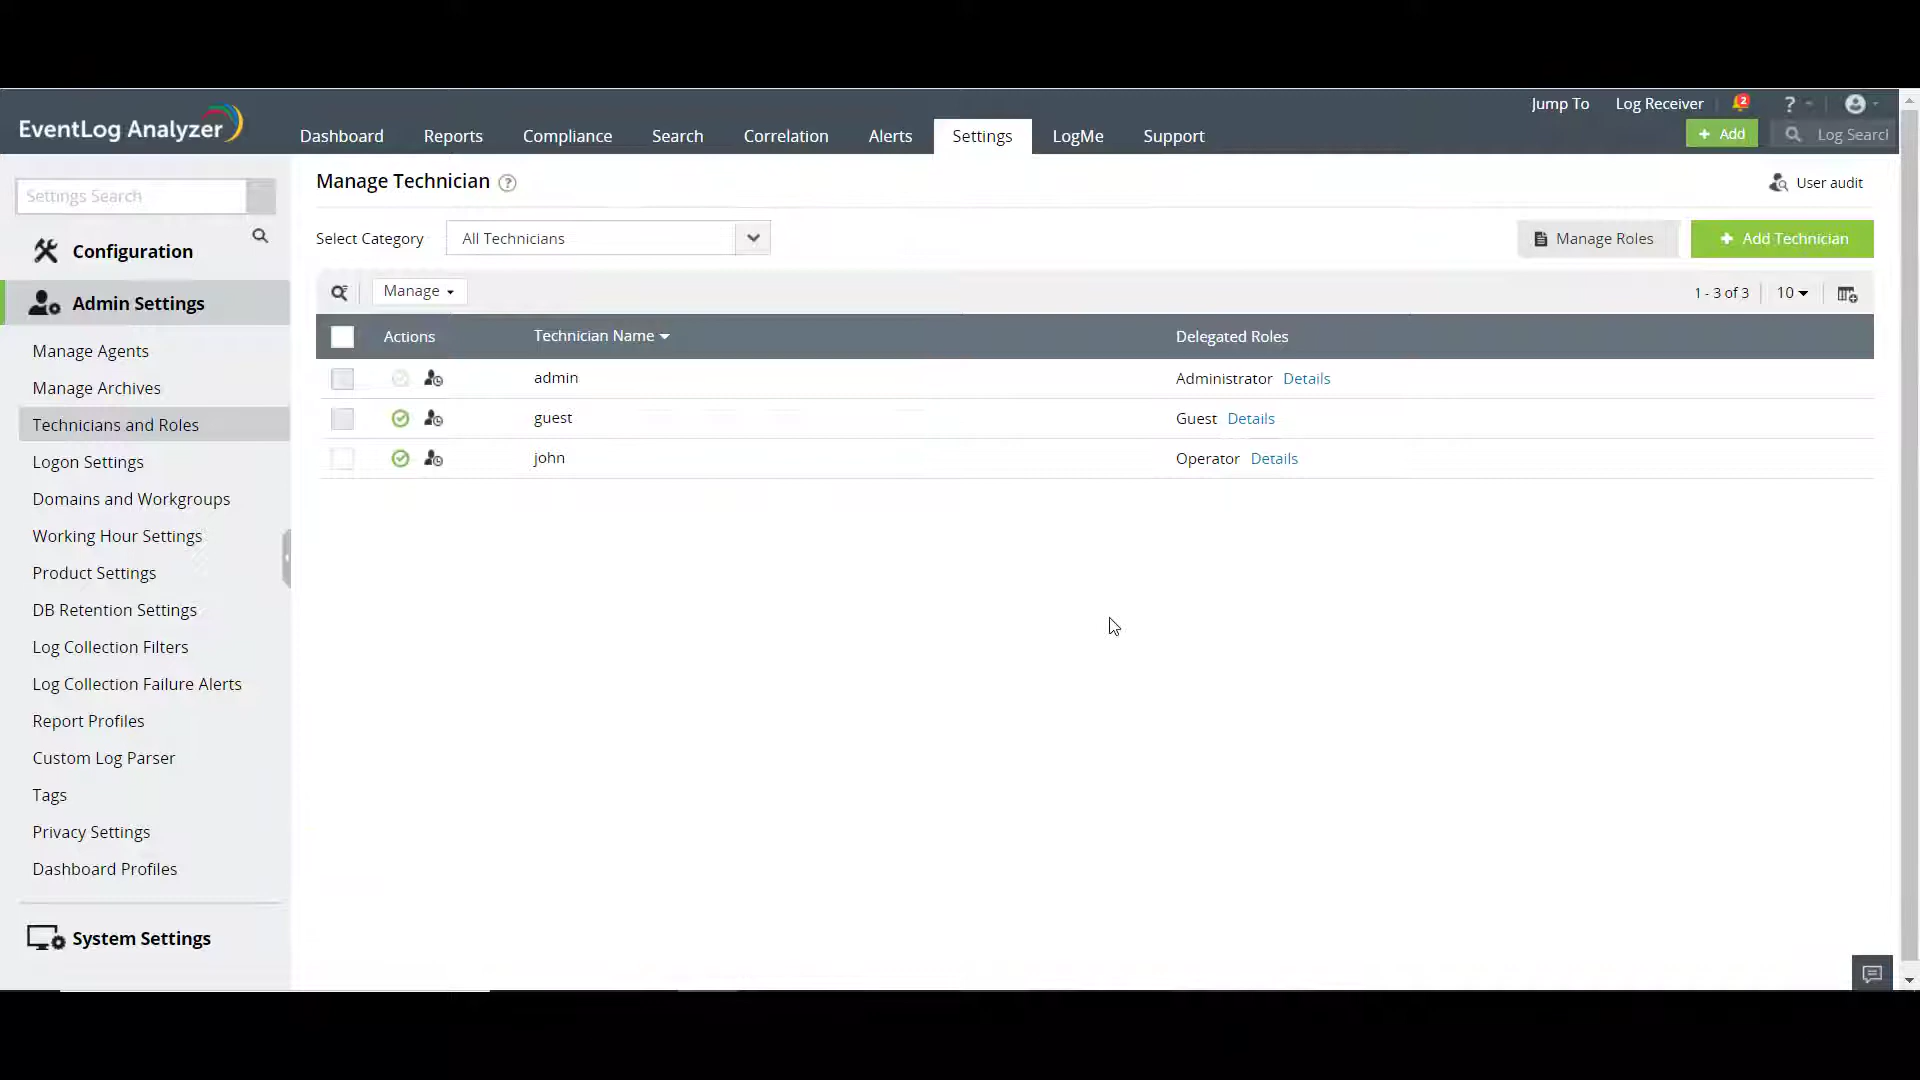 Jump To Log Receiver 2 ?
EventLog Analyzer
Dashboard Reports Compliance Search Correlation Alerts Settings LogMe Support
+ Add Log Search
Manage Technician ?
User audit
Settings Search
Select Category All Technicians
Manage Roles + Add Technician
Configuration
Manage 1 - 3 of 3 10
Admin Settings
Actions Technician Name Delegated Roles
admin Administrator Details
guest Guest Details
john Operator Details
Manage Agents
Manage Archives
Technicians and Roles
Logon Settings
Domains and Workgroups
Working Hour Settings
Product Settings
DB Retention Settings
Log Collection Filters
Log Collection Failure Alerts
Report Profiles
Custom Log Parser
Tags
Privacy Settings
Dashboard Profiles
System Settings